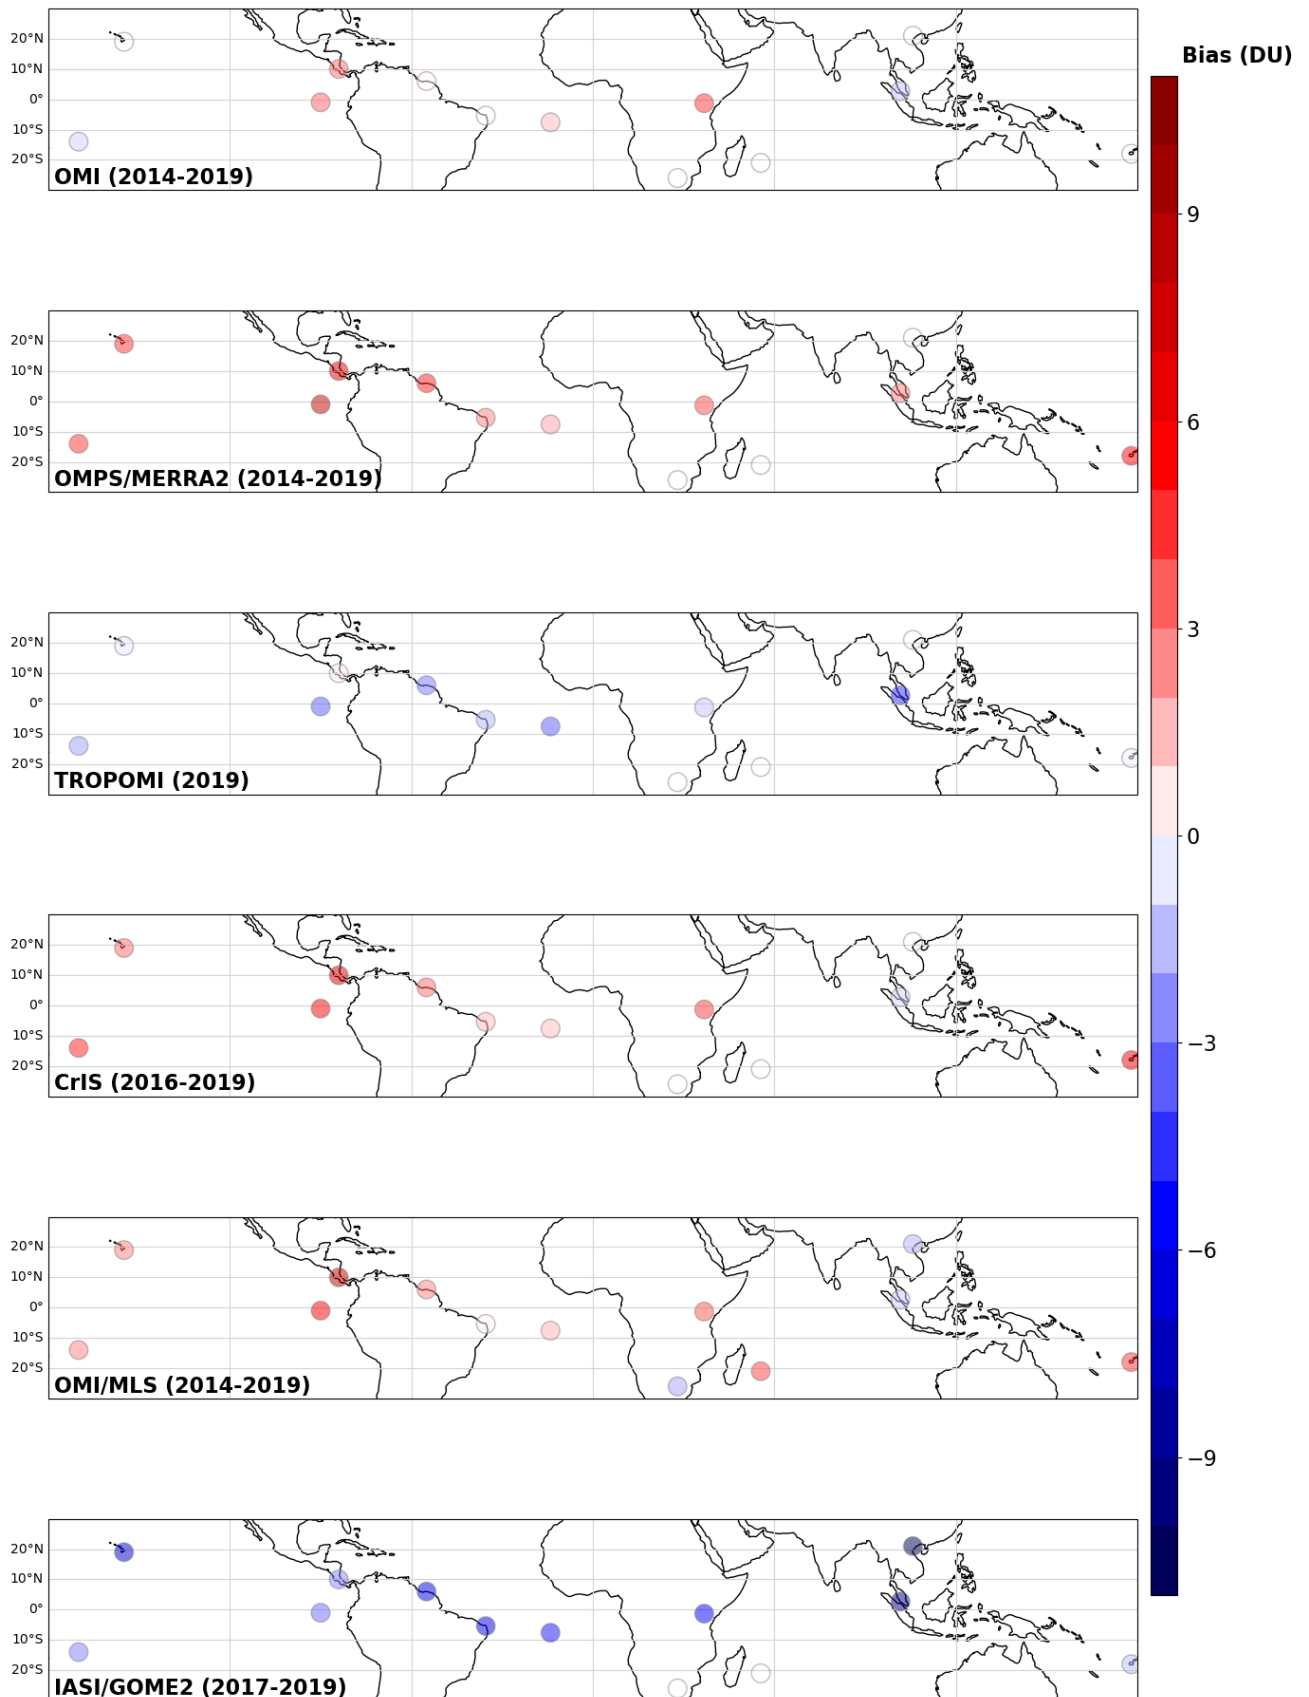 Bias (DU)
20°N
10°N
0°
10°S
20°S
OMI (2014-2019)
9
20°N
10°N
0°
10°S
20°S
OMPS/MERRA2 (2014-2019)
6
3
20°N
10°N
0°
10°S
20°S
TROPOMI (2019)
0
20°N
10°N
0°
10°S
20°S
CrIS (2016-2019)
−3
20°N
10°N
0°
10°S
20°S
OMI/MLS (2014-2019)
−6
−9
20°N
10°N
0°
10°S
20°S
IASI/GOME2 (2017-2019)